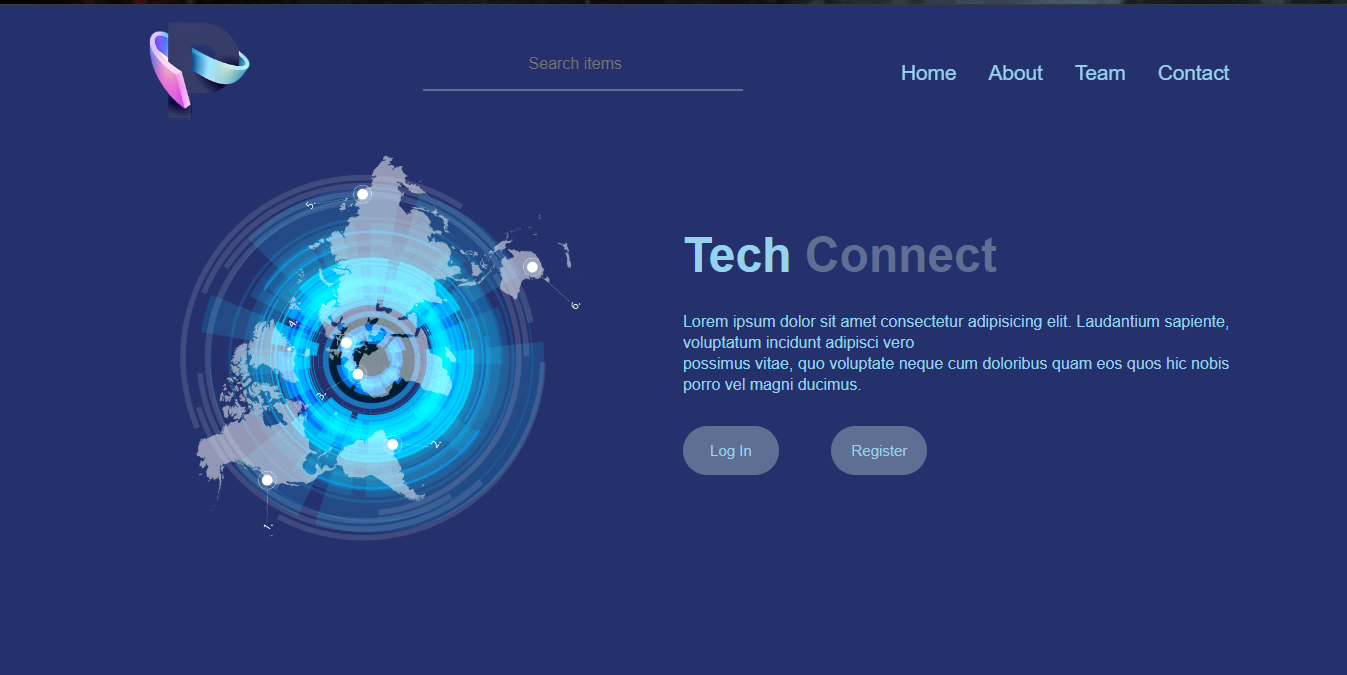 Search items
Home About Team Contact
5.
6.
4.
3.
2.
1.
Tech Connect
Lorem ipsum dolor sit amet consectetur adipisicing elit. Laudantium sapiente,
voluptatum incidunt adipisci vero
possimus vitae, quo voluptate neque cum doloribus quam eos quos hic nobis
porro vel magni ducimus.
Log In Register